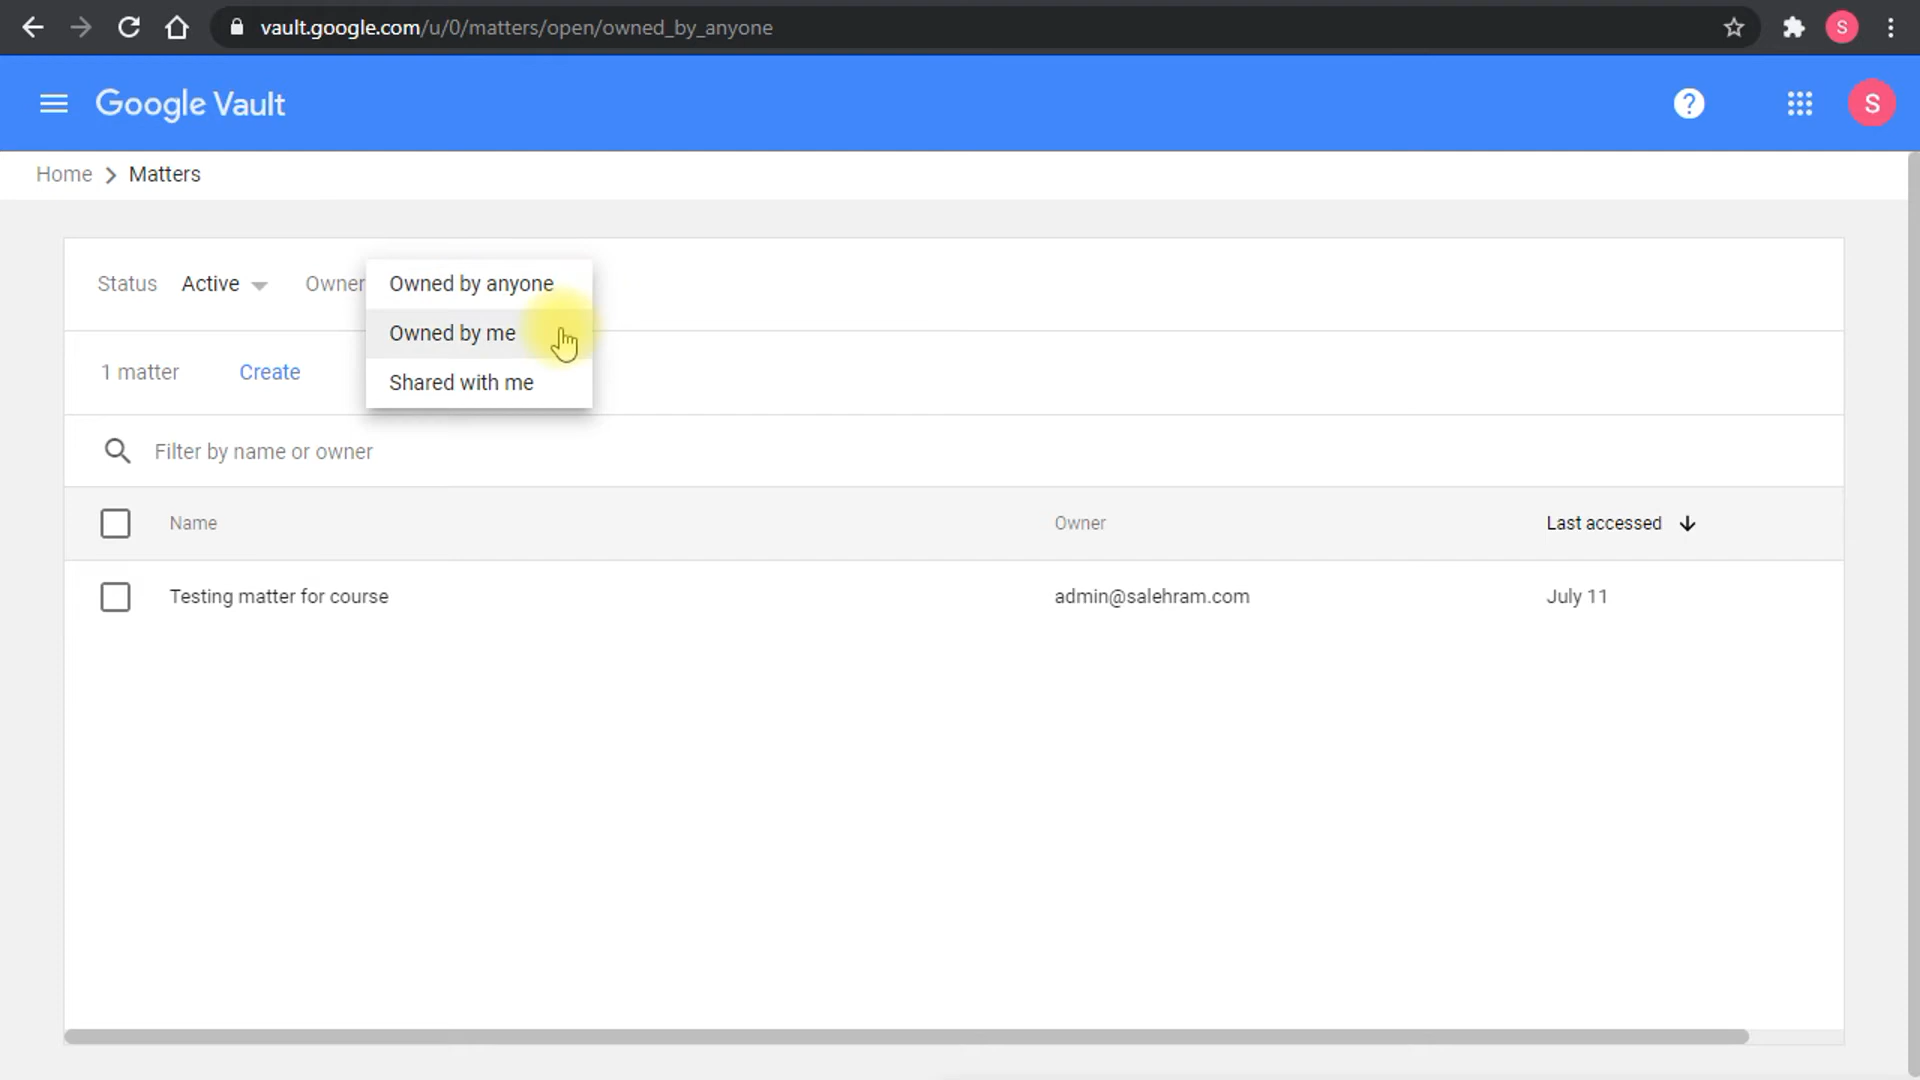 vault.google.com/u/0/matters/open/owned_by_anyone
S
Google Vault
?
S
Home
Matters
Status
Active
Owner
Owned by anyone
Owned by me
Shared with me
1 matter
Create
Filter by name or owner
Name
Owner
Last accessed
Testing matter for course
admin@salehram.com
July 11